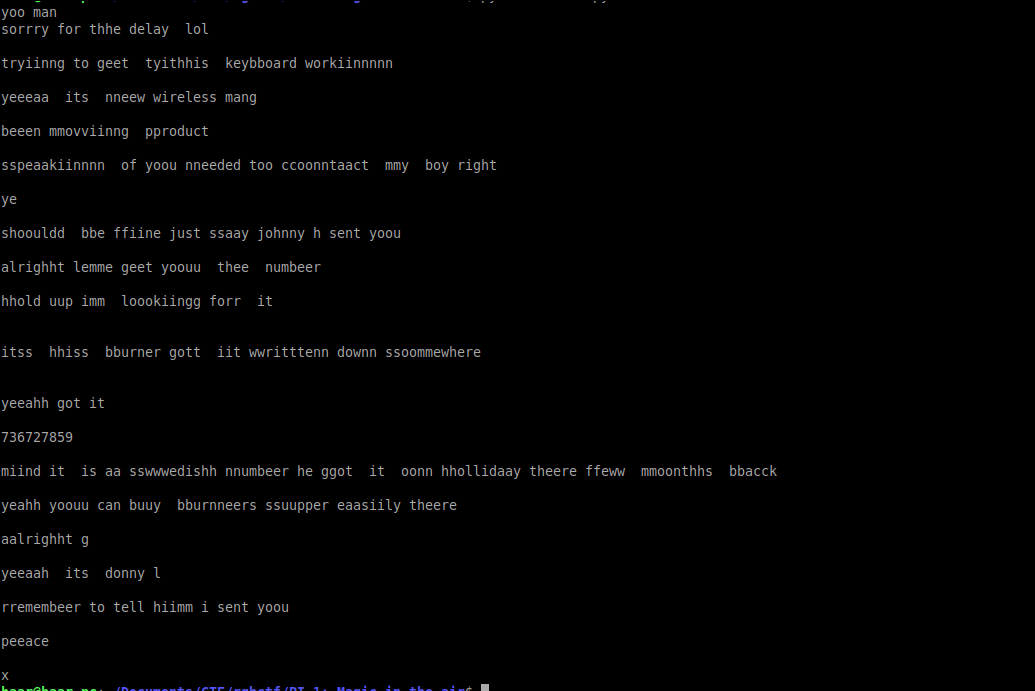 yoo man
sorrry for thhe delay  lol
tryiinng to geet  tyithhis  keybboard workiinnnnn
yeeeaa  its  nneew wireless mang
beeen mmovviinng  pproduct
sspeaakiinnnn  of yoou nneeded too ccoonntaact  mmy  boy right
ye
shoouldd  bbe ffiine just ssaay johnny h sent yoou
alrighht lemme geet yoouu  thee  numbeer
hhold uup imm  loookiingg forr  it
itss  hhiss  bburner gott  iit wwritttenn downn ssoommewhere
yeeahh got it
736727859
miind it  is aa sswwwedishh nnumbeer he ggot  it  oonn hhollidaay theere ffeww  mmoonthhs  bbacck
yeahh yoouu can buuy  bburnneers ssuupper eaasiily theere
aalrighht g
yeeaah  its  donny l
rremembeer to tell hiimm i sent yoou
peeace
x